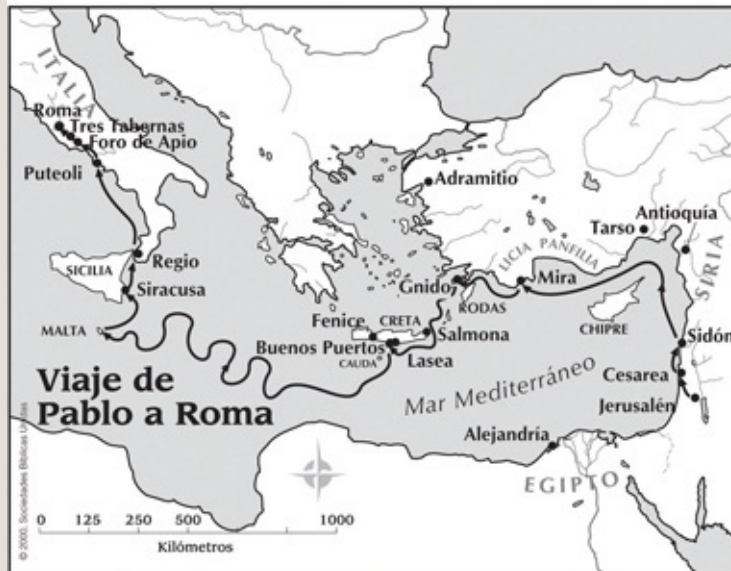 ITALIA
Roma
Tres Tabernas
Foro de Apio
Puteoli
Adramitio
Antioquía
Tarso
LICIA PANFILIA
SIRIA
Regio
SICILIA
Siracusa
Gnido
RODAS
Mira
CHIPRE
MALTA
Fenice
CRETA
Salmona
Sidón
Buenos Puertos
Lasea
CAUDA
Cesarea
Jerusalén
Mar Mediterráneo
Viaje de
Pablo a Roma
Alejandría
EGIPTO
0 125 250 500 1000
Kilómetros
© 2000, Sociedades Bíblicas Unidas